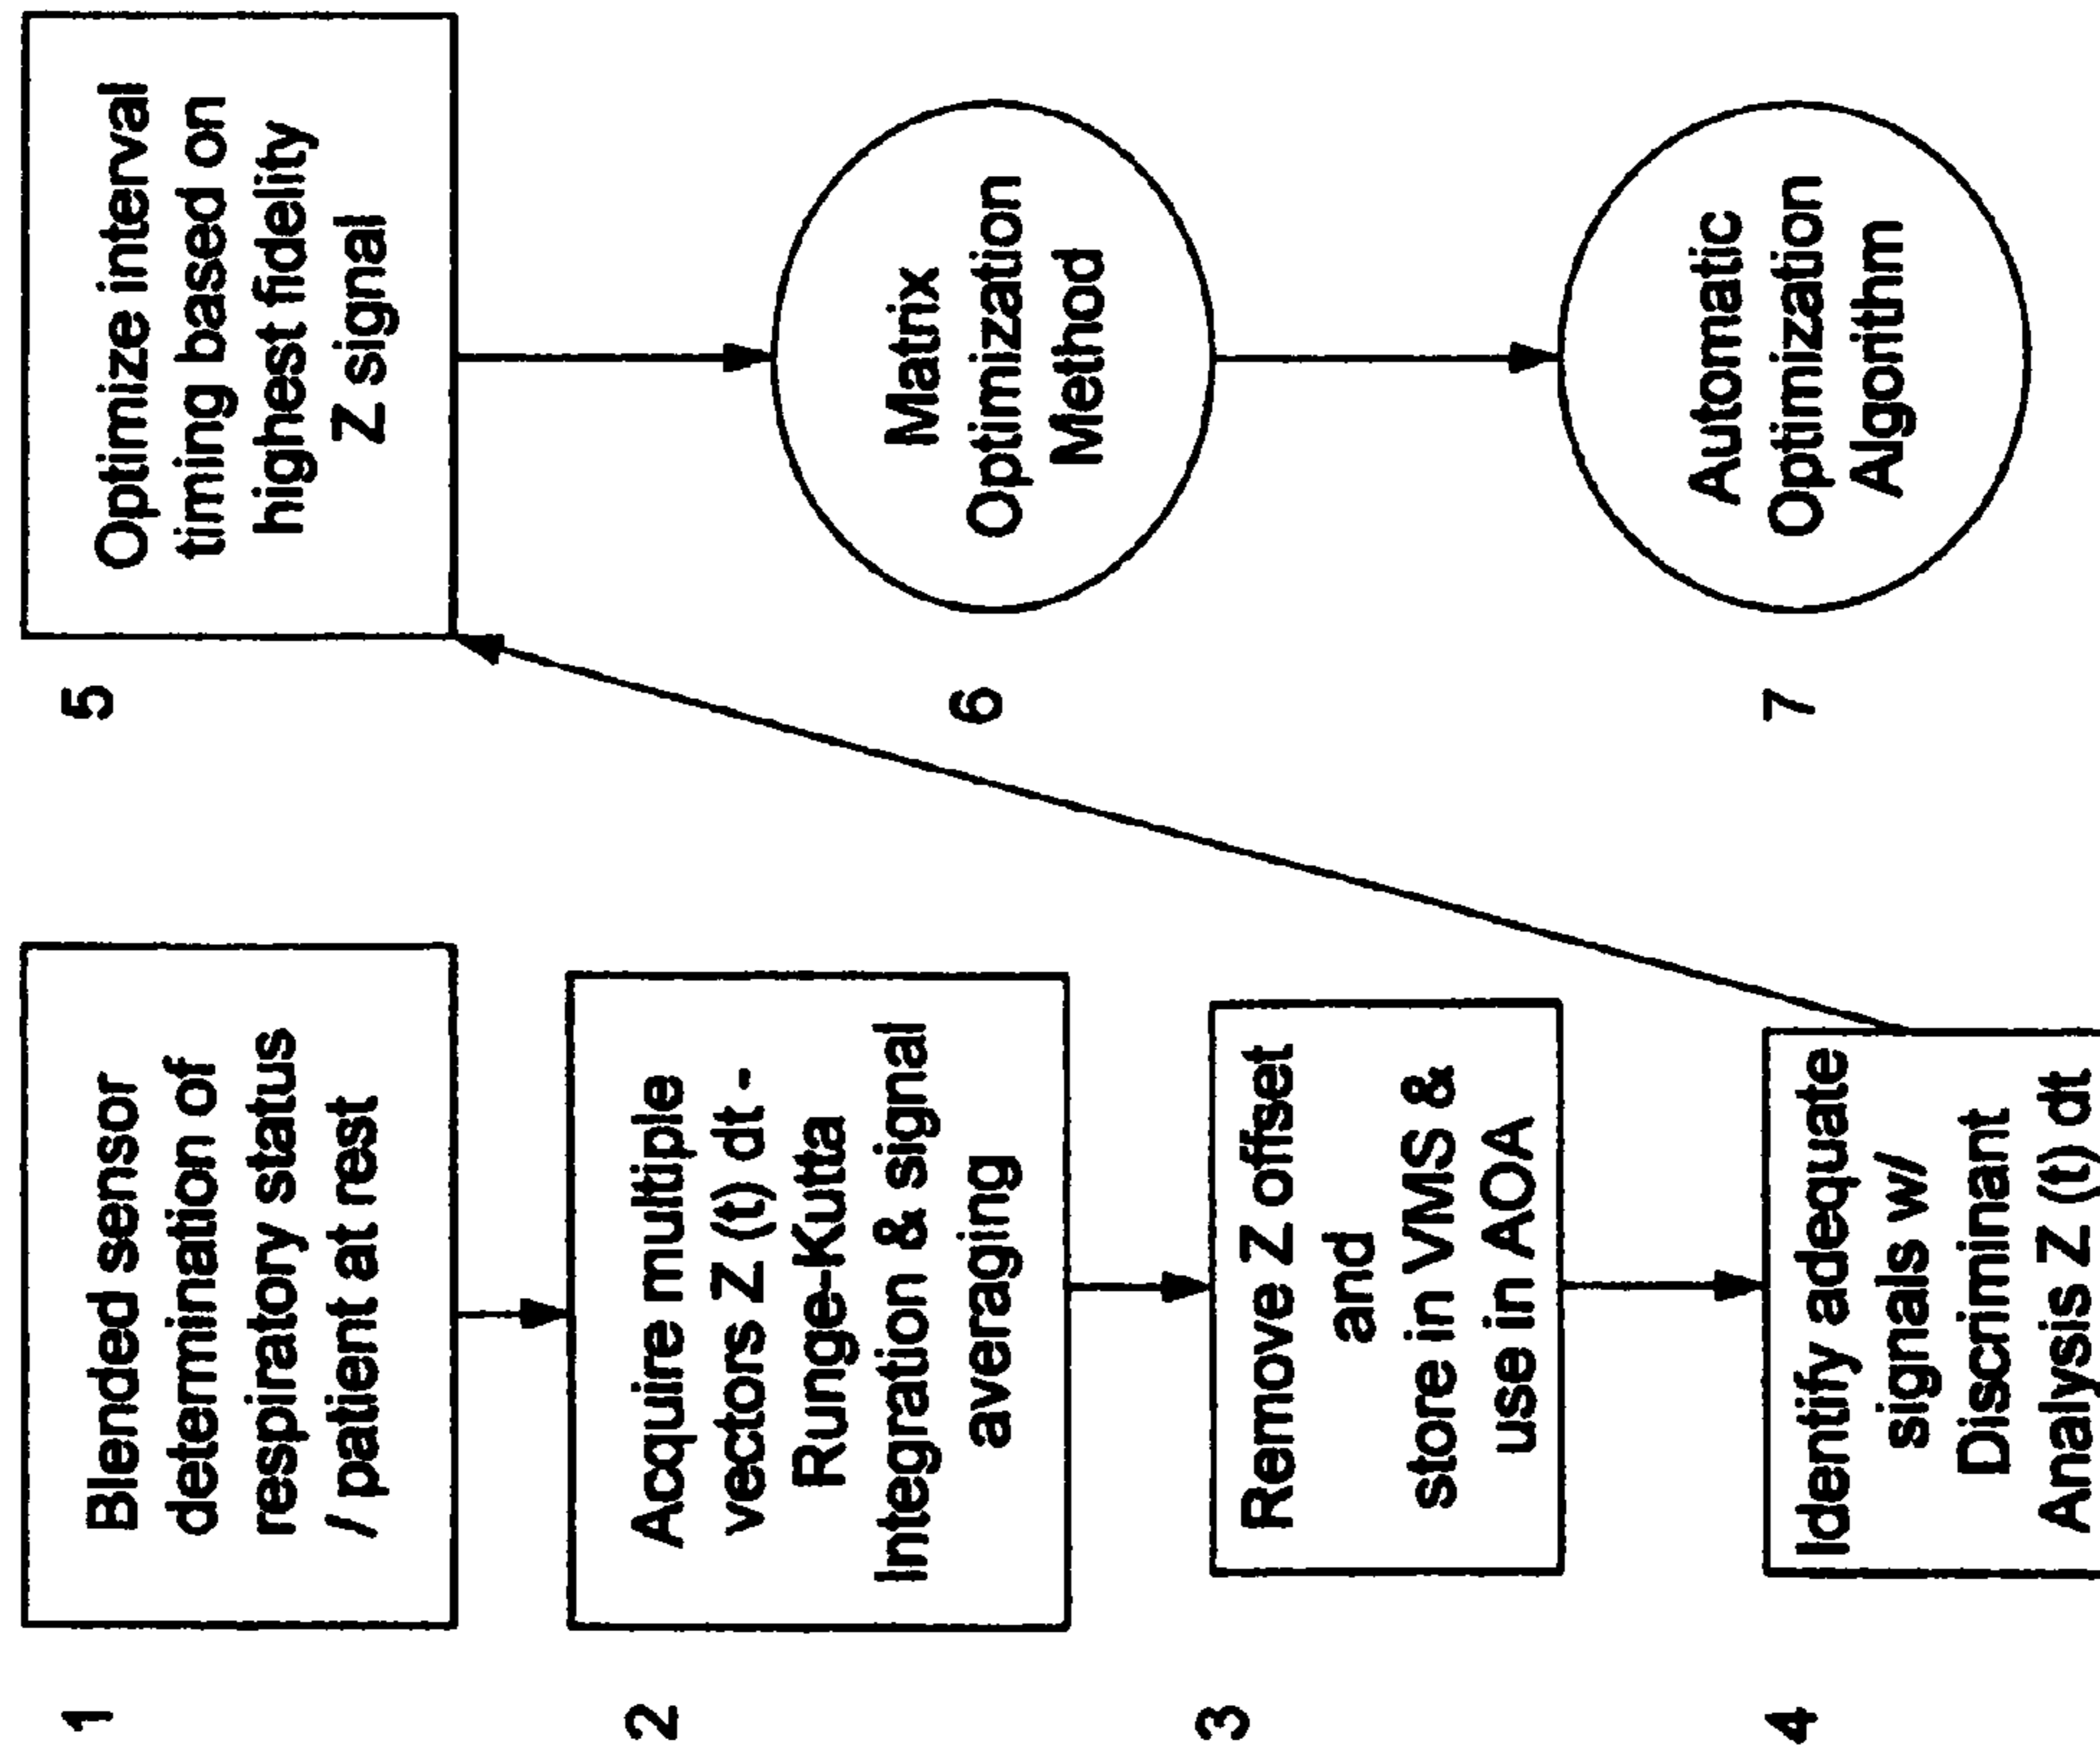 1
Blended sensor
determination of
respiratory status
/ patient at rest
2
Acquire multiple
vectors Z (t) dt -
Runge-Kutta
Integration & signal
averaging
3
Remove Z offset
and
store in VMS &
use in AOA
4
Identify adequate
signals w/
Discriminant
Analysis Z (t) dt
5
Optimize interval
timing based on
highest fidelity
Z signal
6
Matrix
Optimization
Method
7
Automatic
Optimization
Algorithm